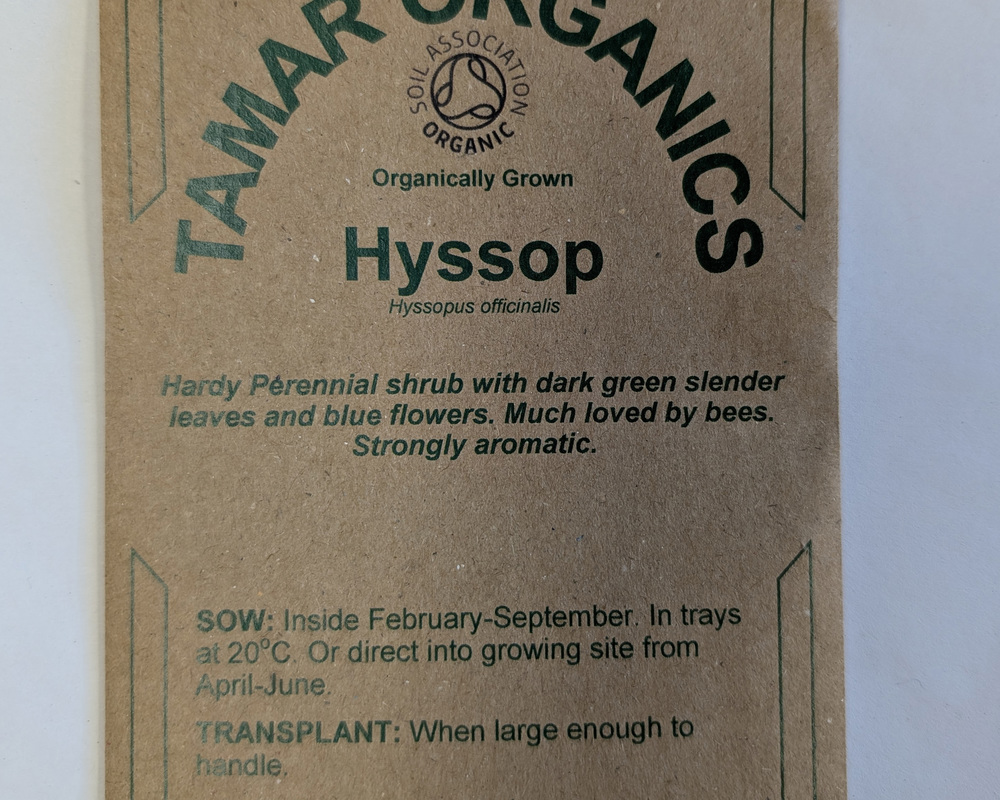 TAMAR ORGANICS
SOIL ASSOCIATION
ORGANIC
Organically Grown
Hyssop
Hyssopus officinalis
Hardy Perennial shrub with dark green slender
leaves and blue flowers. Much loved by bees.
Strongly aromatic.
SOW: Inside February-September. In trays
at 20°C. Or direct into growing site from
April-June.
TRANSPLANT: When large enough to
handle.